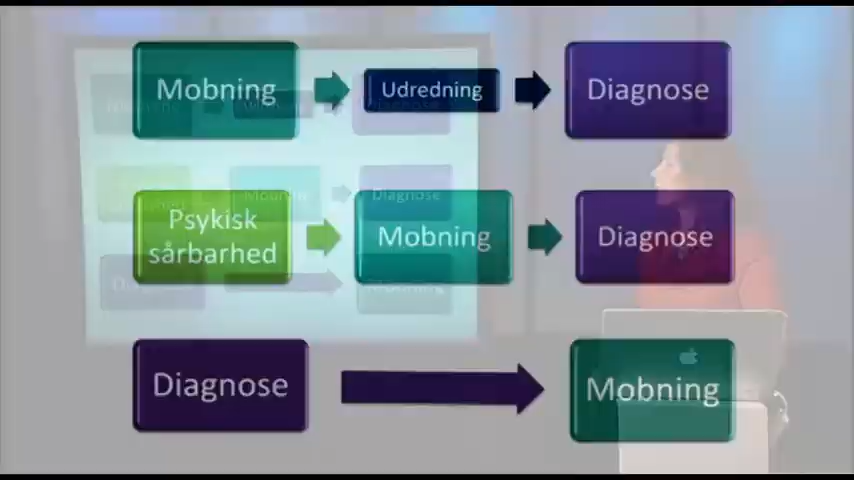 Mobning
Udredning
Diagnose
Psykisk
sårbarhed
Mobning
Diagnose
Diagnose
Mobning